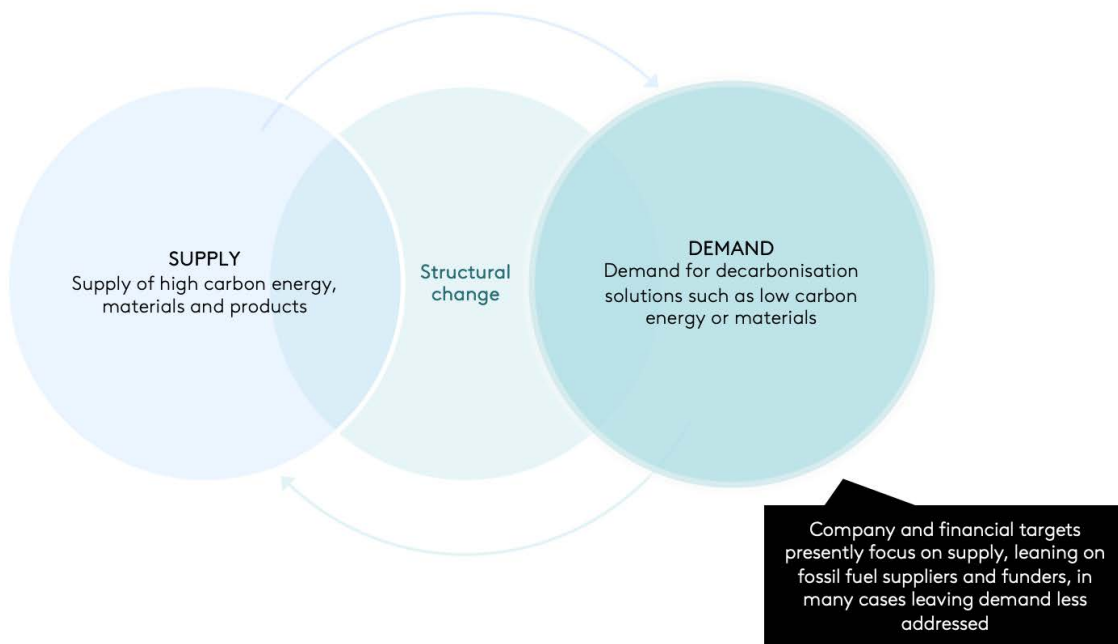 SUPPLY
Supply of high carbon energy,
materials and products
Structural
change
DEMAND
Demand for decarbonisation
solutions such as low carbon
energy or materials
Company and financial targets
presently focus on supply, leaning on
fossil fuel suppliers and funders, in
many cases leaving demand less
addressed